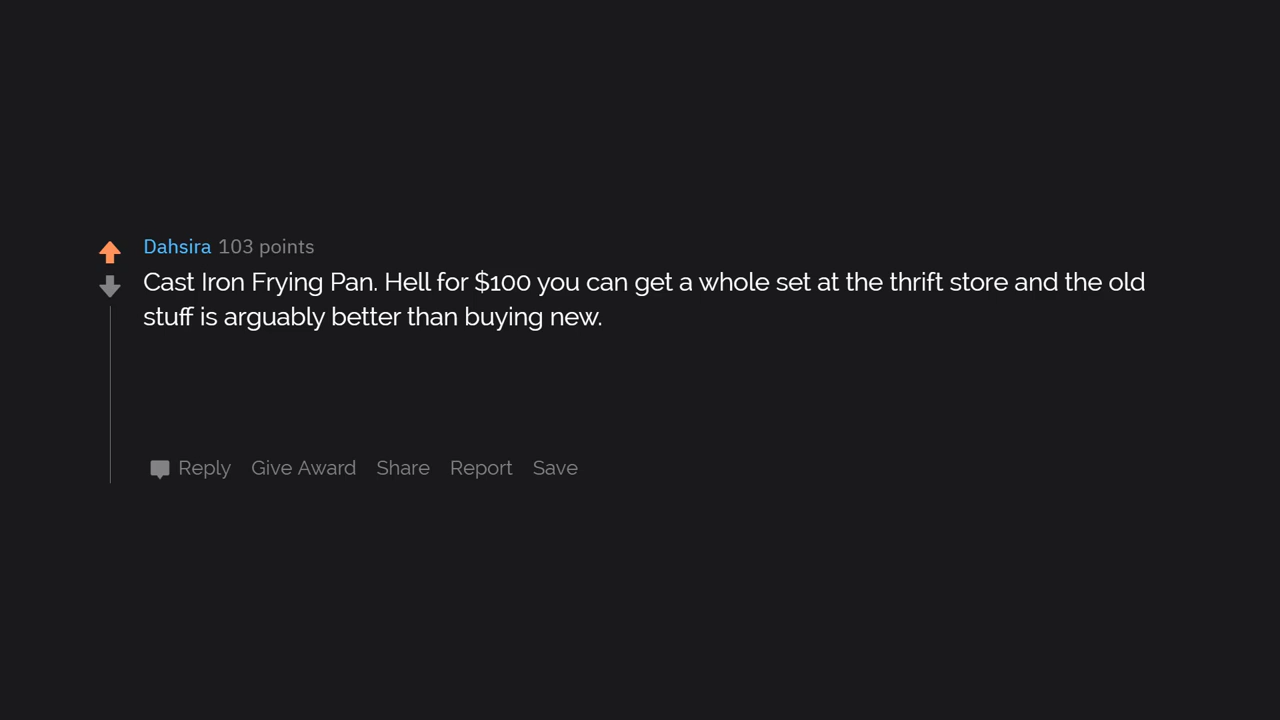 Dahsira 103 points
Cast Iron Frying Pan. Hell for $100 you can get a whole set at the thrift store and the old
stuff is arguably better than buying new.
Reply Give Award Share Report Save